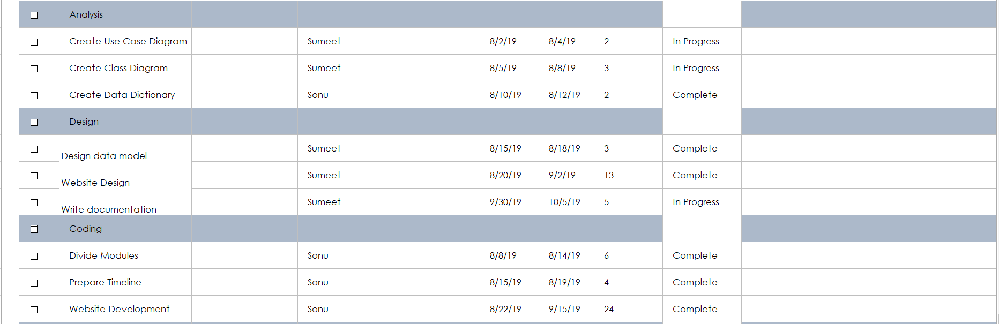 Analysis
Create Use Case Diagram Sumeet 8/2/19 8/4/19 2 In Progress
Create Class Diagram Sumeet 8/5/19 8/8/19 3 In Progress
Create Data Dictionary Sonu 8/10/19 8/12/19 2 Complete
Design
Design data model Sumeet 8/15/19 8/18/19 3 Complete
Website Design Sumeet 8/20/19 9/2/19 13 Complete
Write documentation Sumeet 9/30/19 10/5/19 5 In Progress
Coding
Divide Modules Sonu 8/8/19 8/14/19 6 Complete
Prepare Timeline Sonu 8/15/19 8/19/19 4 Complete
Website Development Sonu 8/22/19 9/15/19 24 Complete